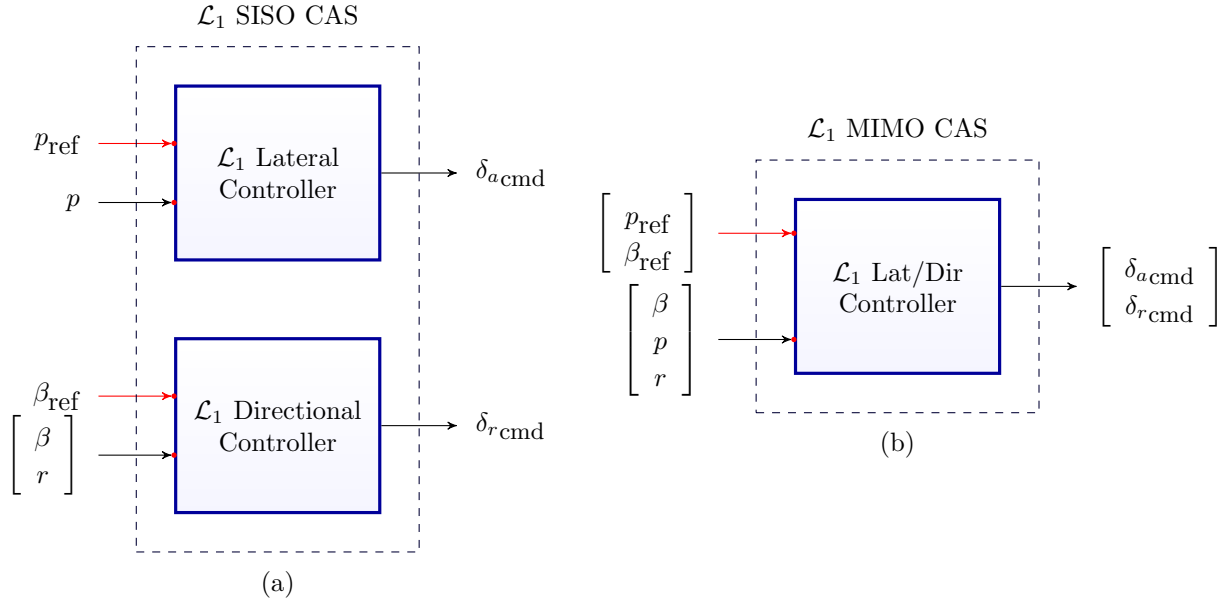 ℒ₁ SISO CAS
p_ref
p
ℒ₁ Lateral
Controller
δ_a cmd
β_ref
[ β ]
[ r ]
ℒ₁ Directional
Controller
δ_r cmd
(a)
ℒ₁ MIMO CAS
[ p_ref ]
[ β_ref ]
[ β ]
[ p ]
[ r ]
ℒ₁ Lat/Dir
Controller
[ δ_a cmd ]
[ δ_r cmd ]
(b)